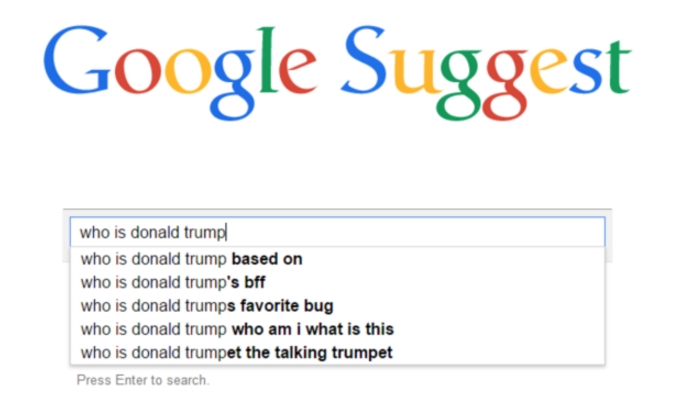 Google Suggest
who is donald trump
who is donald trump based on
who is donald trump's bff
who is donald trumps favorite bug
who is donald trump who am i what is this
who is donald trumpet the talking trumpet
Press Enter to search.